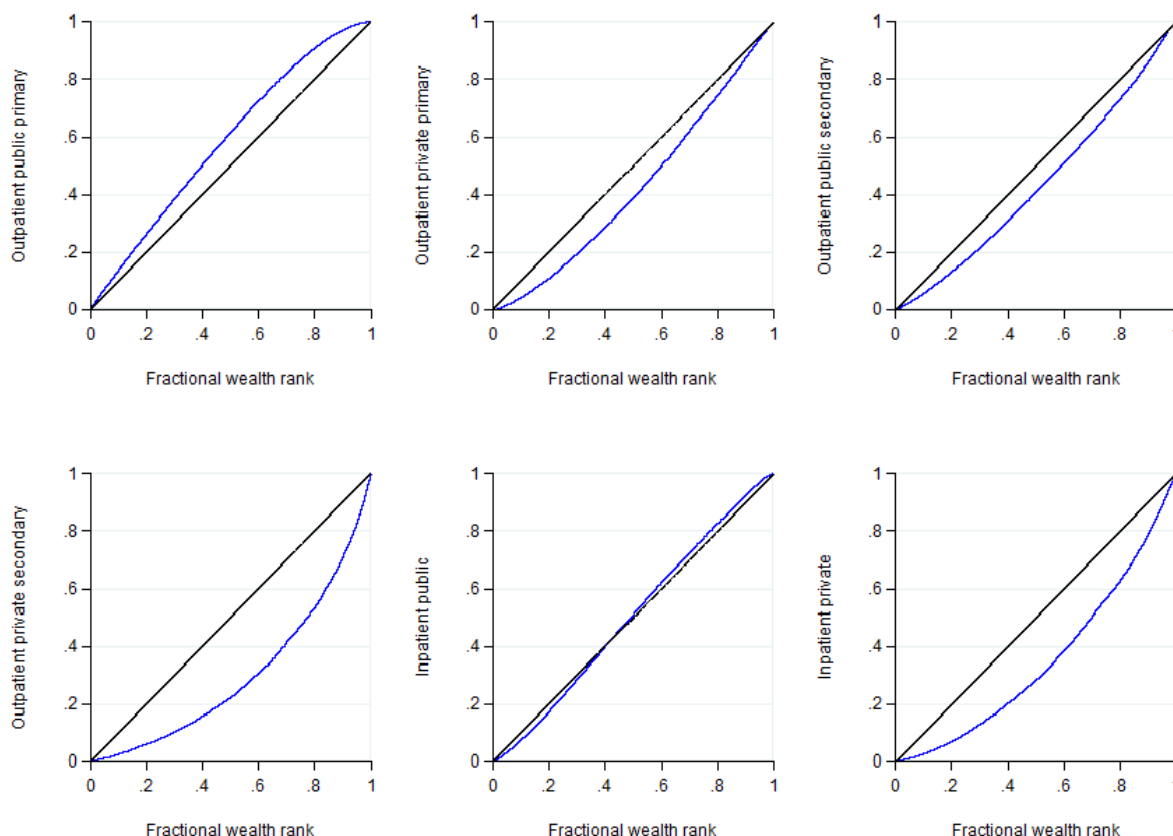 Outpatient public primary
1
.8
.6
.4
.2
0
0 .2 .4 .6 .8 1
Fractional wealth rank
Outpatient private primary
1
.8
.6
.4
.2
0
0 .2 .4 .6 .8 1
Fractional wealth rank
Outpatient public secondary
1
.8
.6
.4
.2
0
0 .2 .4 .6 .8 1
Fractional wealth rank
Outpatient private secondary
1
.8
.6
.4
.2
0
0 .2 .4 .6 .8 1
Fractional wealth rank
Inpatient public
1
.8
.6
.4
.2
0
0 .2 .4 .6 .8 1
Fractional wealth rank
Inpatient private
1
.8
.6
.4
.2
0
0 .2 .4 .6 .8 1
Fractional wealth rank